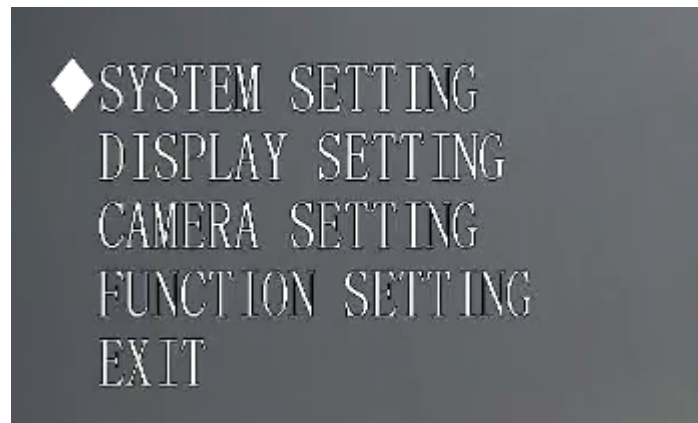 ◆SYSTEM SETTING
DISPLAY SETTING
CAMERA SETTING
FUNCTION SETTING
EXIT